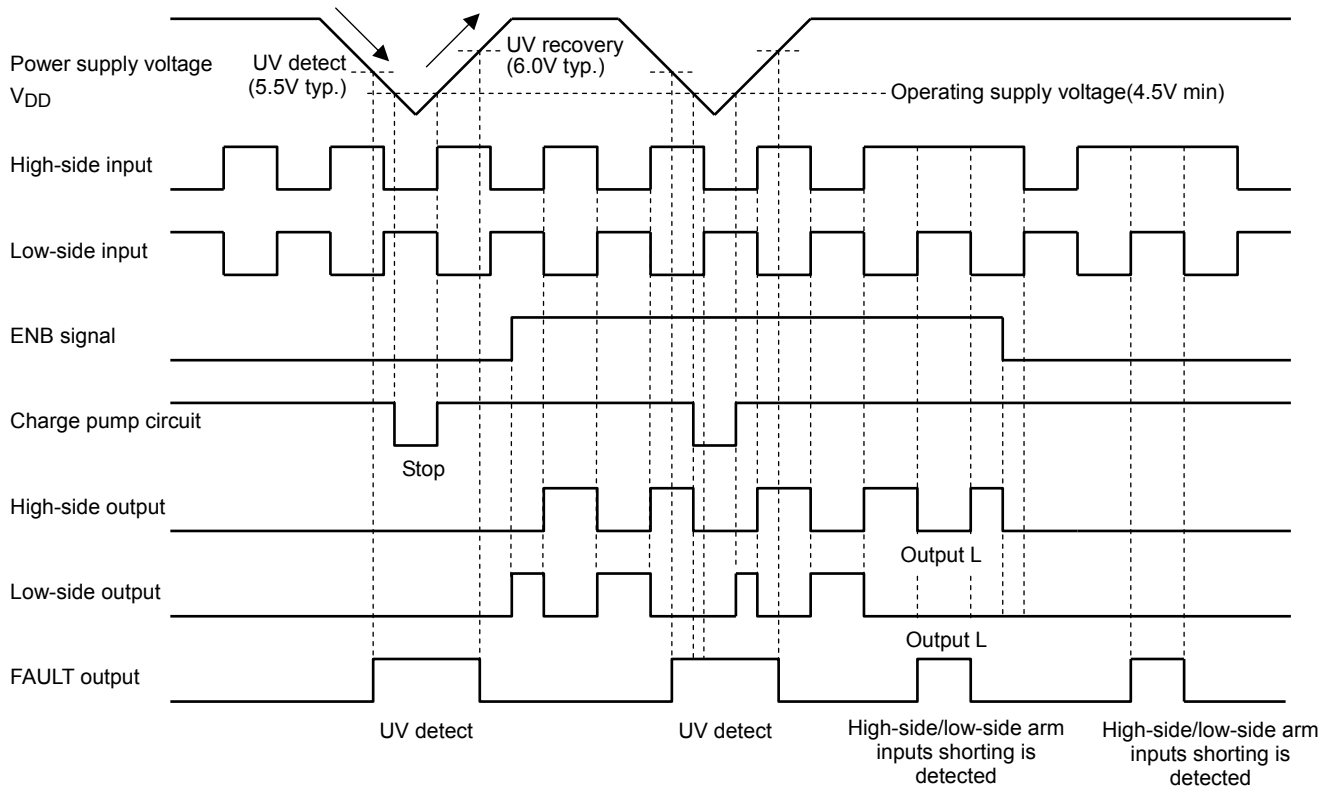 Power supply voltage
VDD
UV detect
(5.5V typ.)
UV recovery
(6.0V typ.)
Operating supply voltage(4.5V min)
High-side input
Low-side input
ENB signal
Charge pump circuit
Stop
High-side output
Output L
Low-side output
Output L
FAULT output
UV detect
UV detect
High-side/low-side arm
inputs shorting is
detected
High-side/low-side arm
inputs shorting is
detected